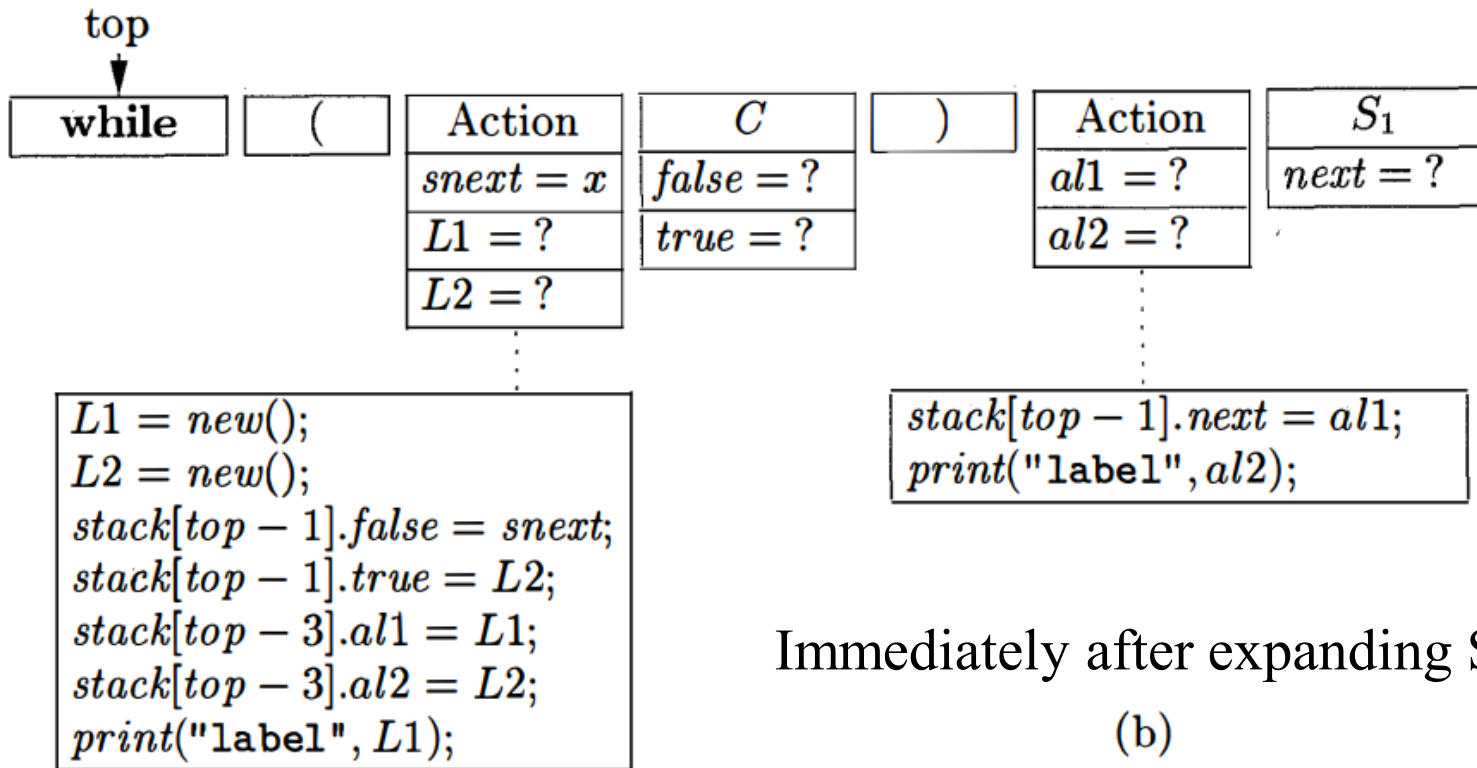 top
while ( Action C ) Action S₁
snext = x false = ? al1 = ? next = ?
L1 = ? true = ? al2 = ?
L2 = ?
L1 = new();
L2 = new();
stack[top − 1].false = snext;
stack[top − 1].true = L2;
stack[top − 3].al1 = L1;
stack[top − 3].al2 = L2;
print("label", L1);
stack[top − 1].next = al1;
print("label", al2);
Immediately after expanding S
(b)